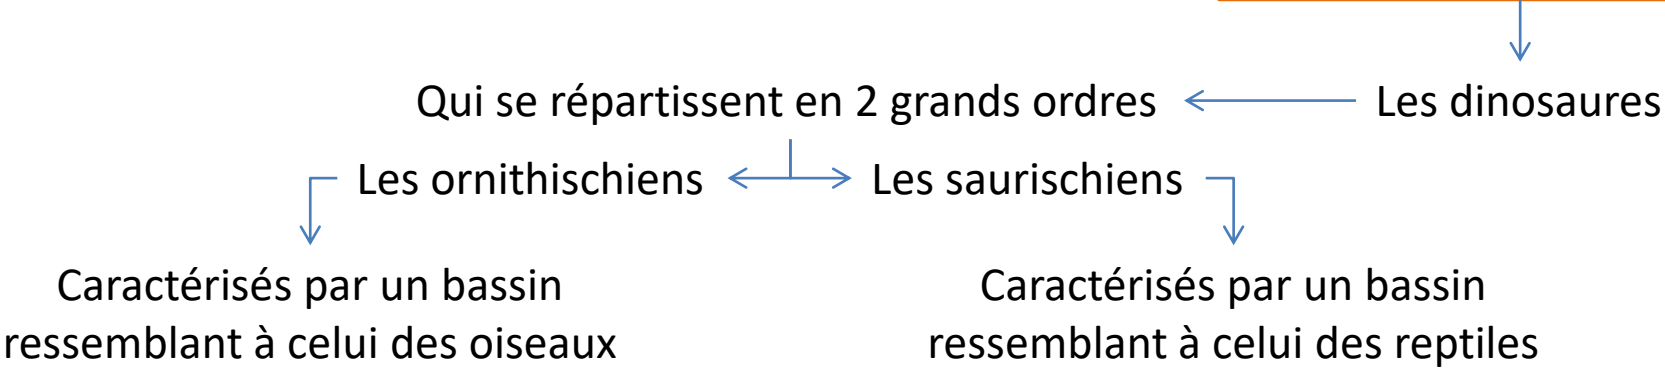 Qui se répartissent en 2 grands ordres
Les dinosaures
Les ornithischiens
Les saurischiens
Caractérisés par un bassin
ressemblant à celui des oiseaux
Caractérisés par un bassin
ressemblant à celui des reptiles